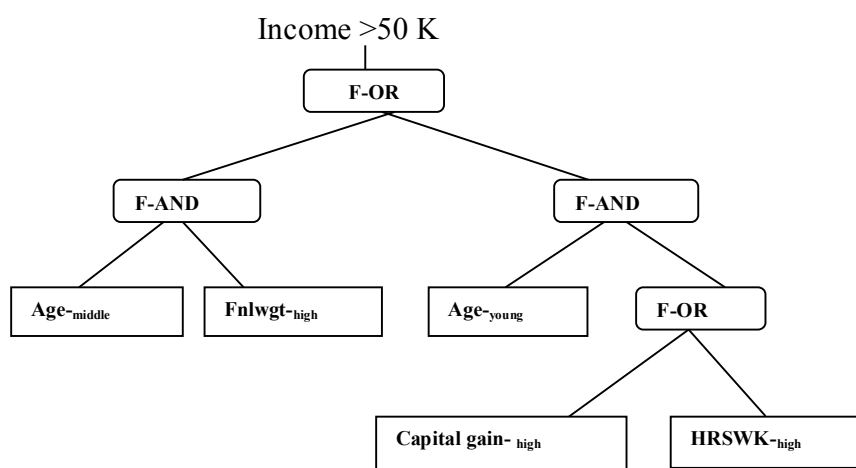 Income >50 K
F-OR
F-AND
F-AND
Age-middle
Fnlwgt-high
Age-young
F-OR
Capital gain- high
HRSWK-high